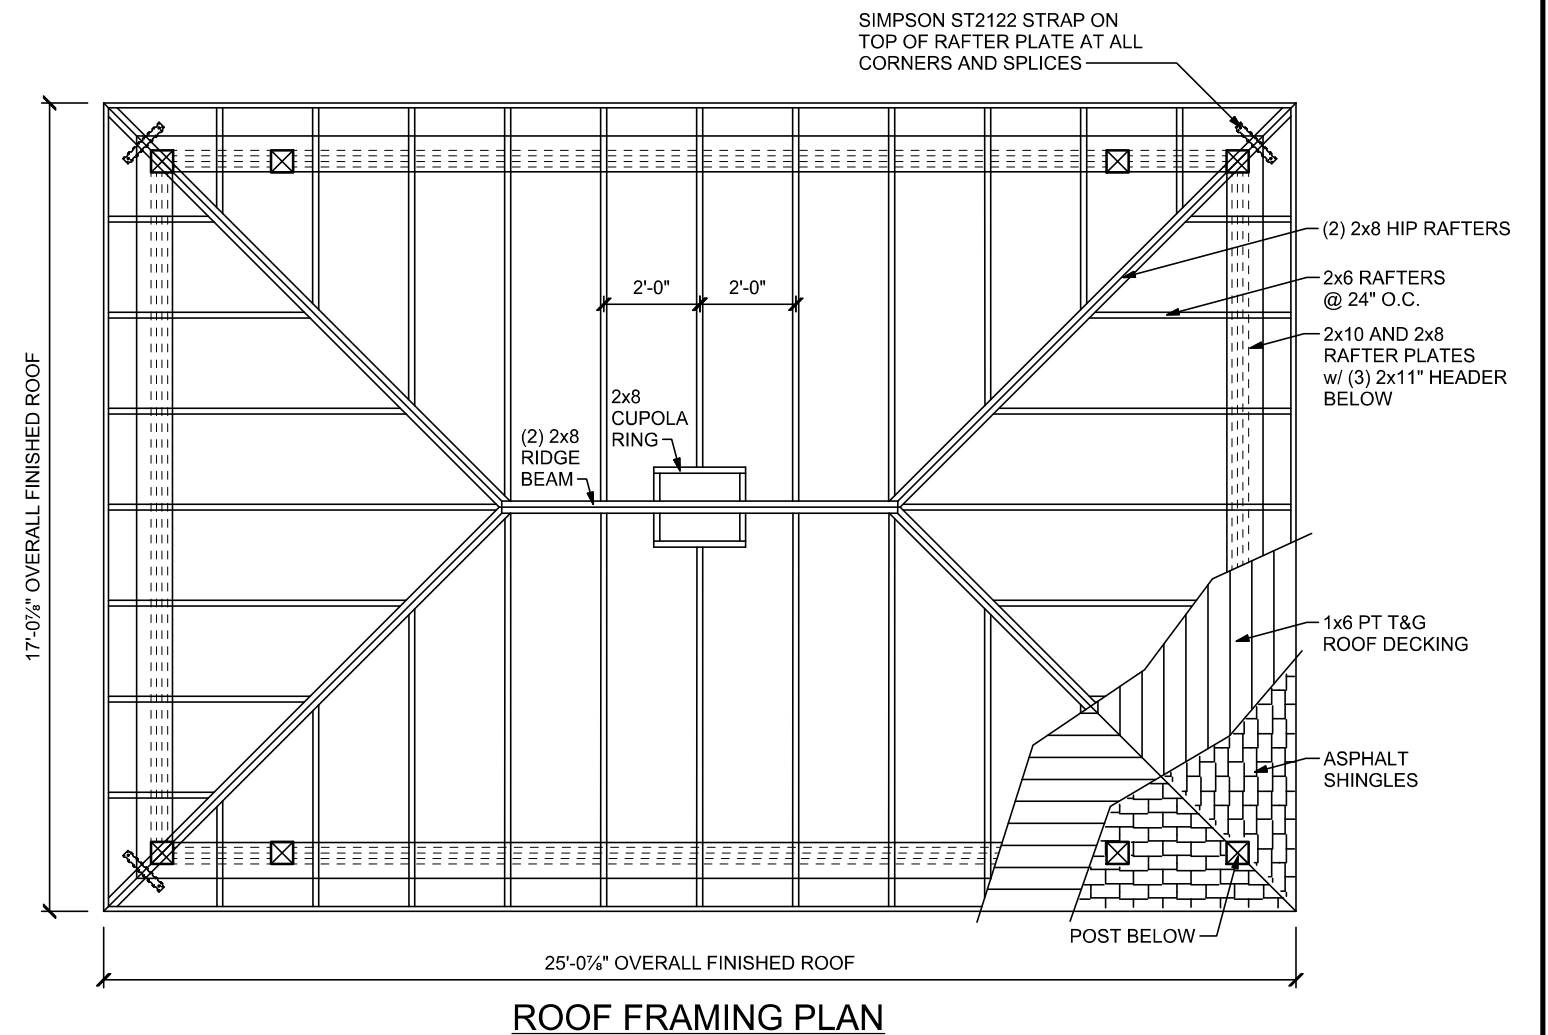 SIMPSON ST2122 STRAP ON
TOP OF RAFTER PLATE AT ALL
CORNERS AND SPLICES
(2) 2x8 HIP RAFTERS
2x6 RAFTERS
@ 24" O.C.
2'-0"
2'-0"
2x10 AND 2x8
RAFTER PLATES
w/ (3) 2x11" HEADER
BELOW
2x8
CUPOLA
RING
(2) 2x8
RIDGE
BEAM
17'-0⅞" OVERALL FINISHED ROOF
1x6 PT T&G
ROOF DECKING
ASPHALT
SHINGLES
POST BELOW
25'-0⅞" OVERALL FINISHED ROOF
ROOF FRAMING PLAN